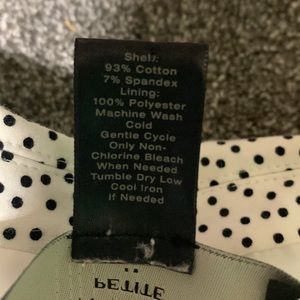 Shell:
93% Cotton
7% Spandex
Lining:
100% Polyester
Machine Wash
Cold
Gentle Cycle
Only Non-
Chlorine Bleach
When Needed
Tumble Dry Low
Cool Iron
If Needed
PETITE